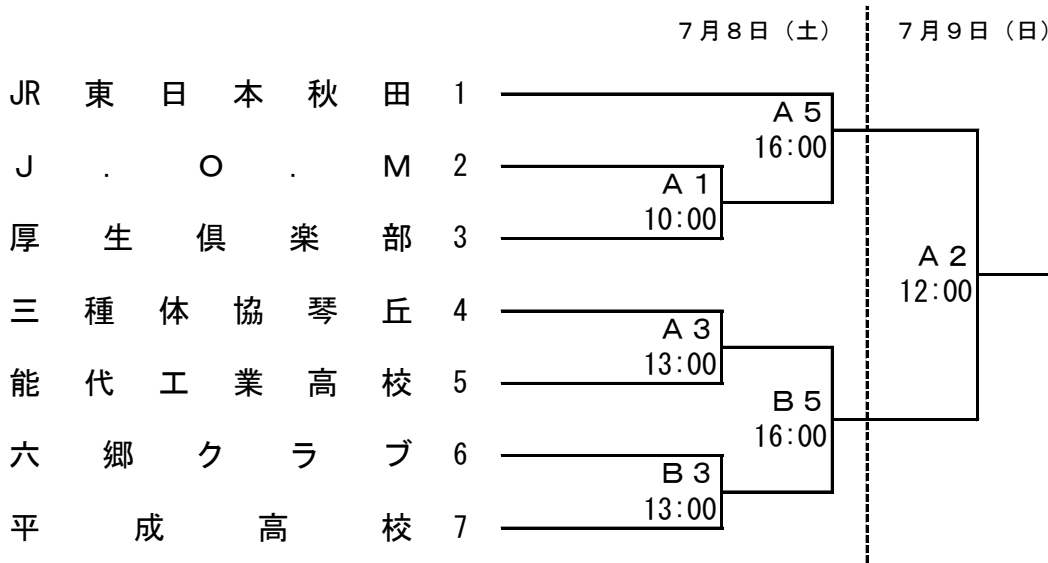 7月8日（土） 7月9日（日）
JR東日本秋田 1
A5
16:00
J.O.M 2
A1
10:00
厚生倶楽部 3
A2
12:00
三種体協琴丘 4
A3
13:00
能代工業高校 5
B5
16:00
六郷クラブ 6
B3
13:00
平成高校 7